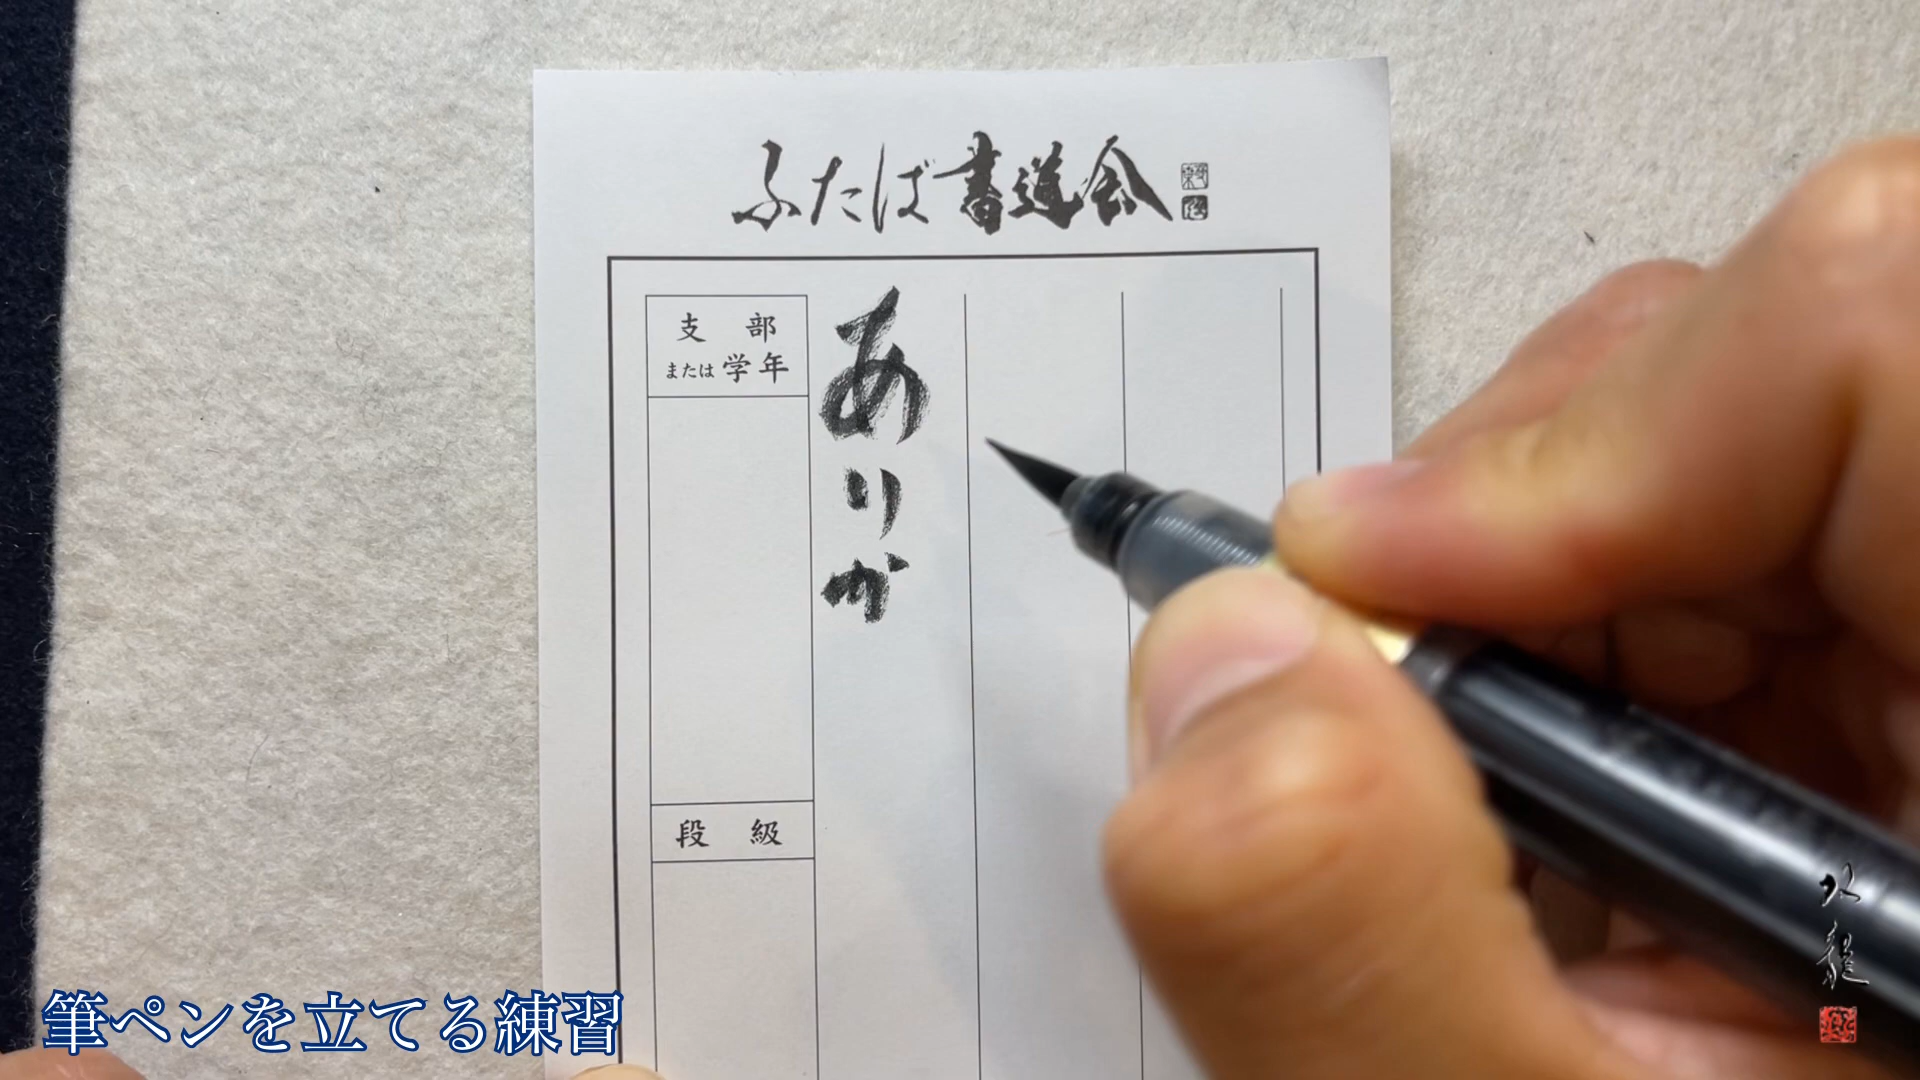 ふたば書道会
支部
または学年
ありか
段級
筆ペンを立てる練習